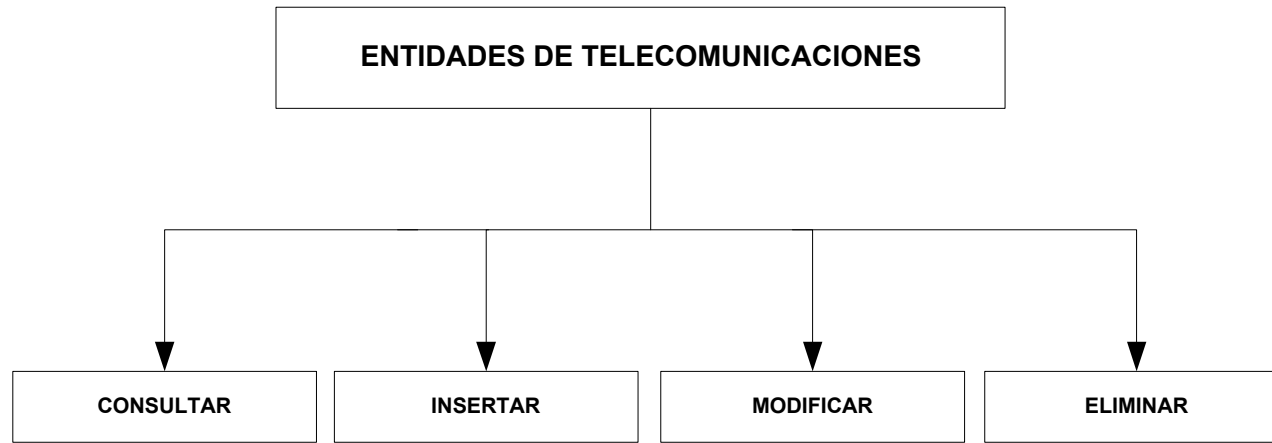 ENTIDADES DE TELECOMUNICACIONES
CONSULTAR
INSERTAR
MODIFICAR
ELIMINAR